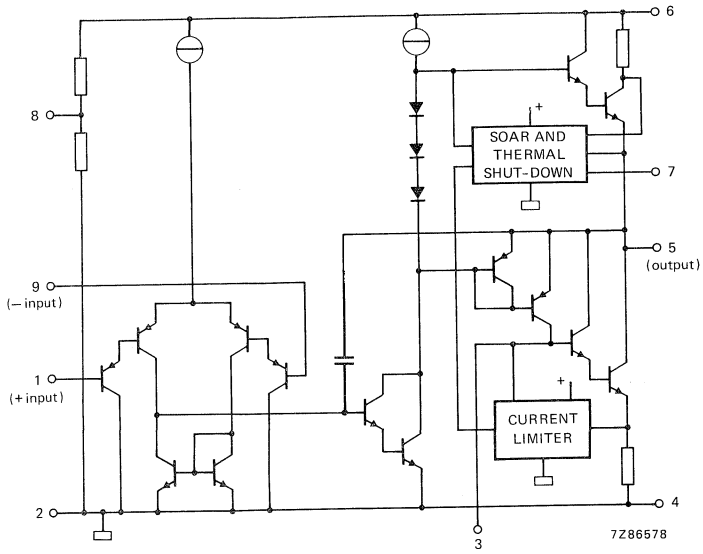 6
8
+
SOAR AND
THERMAL
SHUT-DOWN
7
5
(output)
9
(– input)
1
(+ input)
+
CURRENT
LIMITER
2
4
3
7Z86578